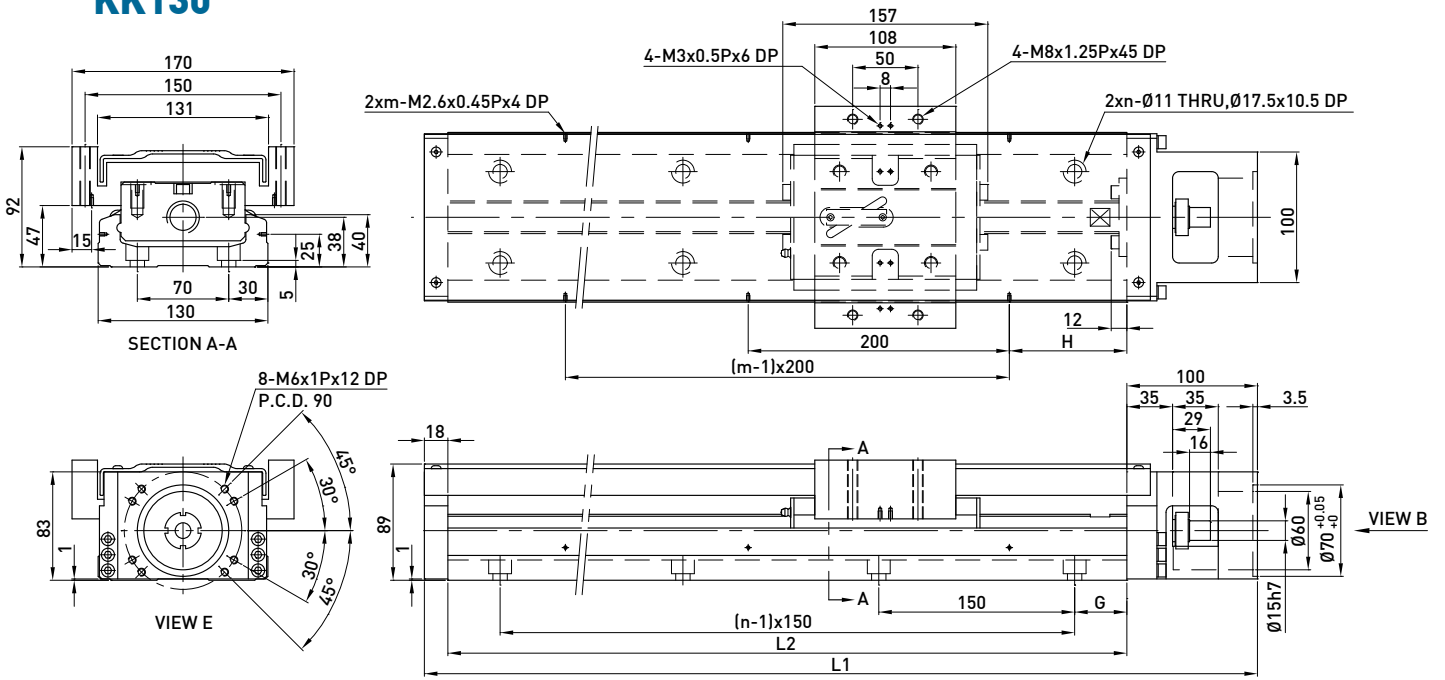 KK130
170
150
131
92
47
15
25
38
40
70
30
5
130
SECTION A-A
157
108
4-M3x0.5Px6 DP
50
4-M8x1.25Px45 DP
8
2xm-M2.6x0.45Px4 DP
2xn-Ø11 THRU,Ø17.5x10.5 DP
100
12
200
H
(m-1)x200
8-M6x1Px12 DP
P.C.D. 90
45°
30°
83
1
30°
45°
VIEW E
18
A
89
1
A
150
G
(n-1)x150
L2
L1
100
35
35
3.5
29
16
VIEW B
Ø60
Ø70 +0.05 +0
Ø15h7